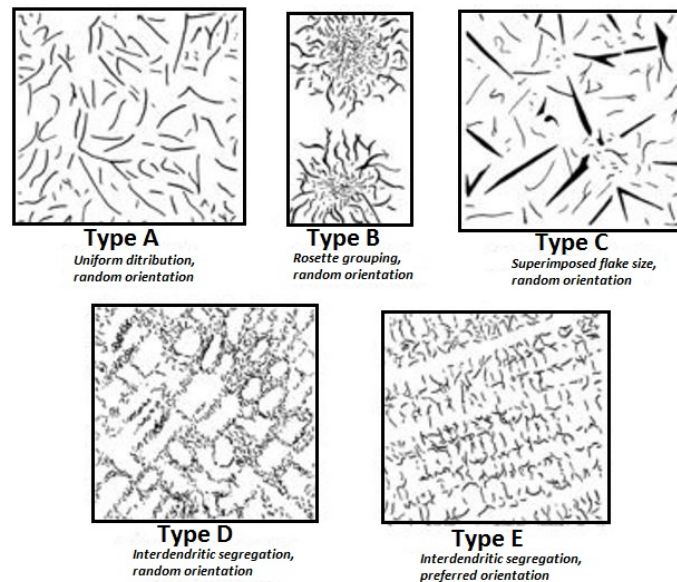 Type A
Uniform ditribution,
random orientation
Type B
Rosette grouping,
random orientation
Type C
Superimposed flake size,
random orientation
Type D
Interdendritic segregation,
random orientation
Type E
Interdendritic segregation,
preferred orientation